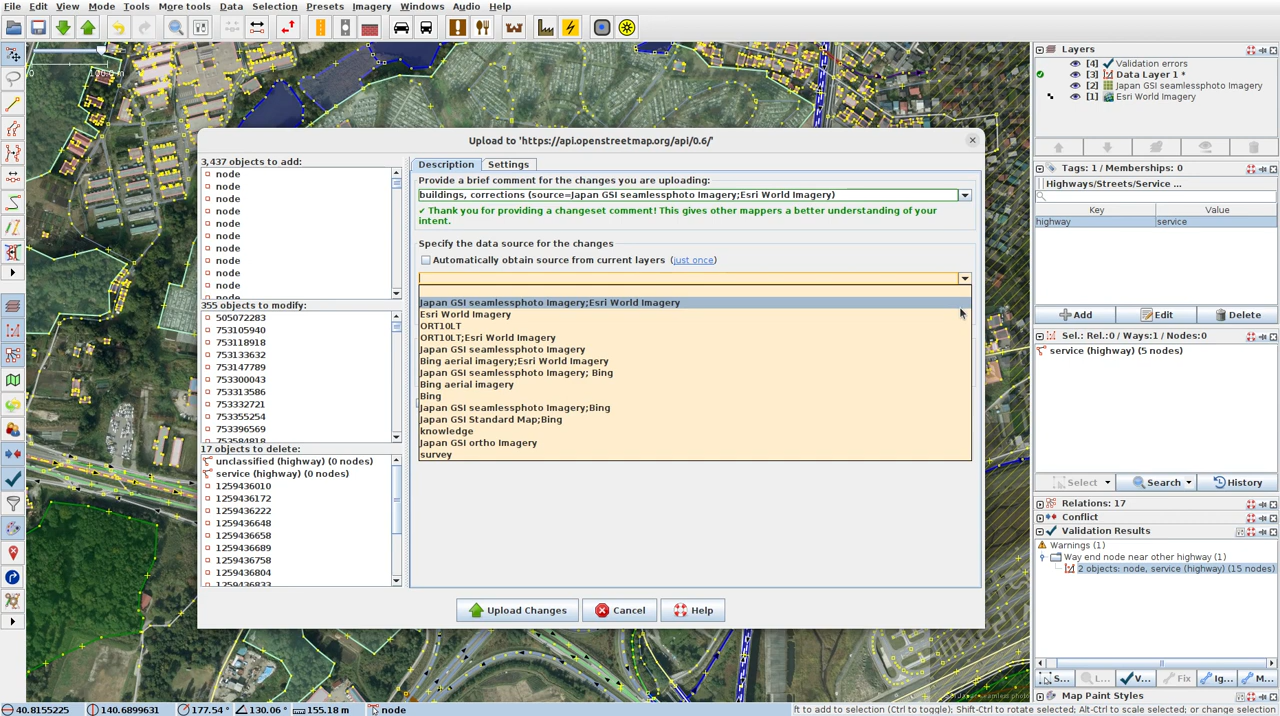 File Edit View Mode Tools More tools Data Selection Presets Imagery Windows Audio Help
0
100.0 m
Upload to 'https://api.openstreetmap.org/api/0.6/'
3,437 objects to add:
node
node
node
node
node
node
node
node
node
node
node
355 objects to modify:
505072283
753105940
753118918
753133632
753147789
753300043
753313586
753332721
753355254
753396569
753584818
17 objects to delete:
unclassified (highway) (0 nodes)
service (highway) (0 nodes)
1259436010
1259436172
1259436222
1259436648
1259436658
1259436689
1259436758
1259436804
1259436833
Description Settings
Provide a brief comment for the changes you are uploading:
buildings, corrections (source=Japan GSI seamlessphoto Imagery;Esri World Imagery)
✔ Thank you for providing a changeset comment! This gives other mappers a better understanding of your
intent.
Specify the data source for the changes
Automatically obtain source from current layers (just once)
Japan GSI seamlessphoto Imagery;Esri World Imagery
Esri World Imagery
ORT10LT
ORT10LT;Esri World Imagery
Japan GSI seamlessphoto Imagery
Bing aerial imagery;Esri World Imagery
Japan GSI seamlessphoto Imagery; Bing
Bing aerial imagery
Bing
Japan GSI seamlessphoto Imagery;Bing
Japan GSI Standard Map;Bing
knowledge
Japan GSI ortho Imagery
survey
Upload Changes Cancel Help
Layers
[4] Validation errors
[3] Data Layer 1 *
[2] Japan GSI seamlessphoto Imagery
[1] Esri World Imagery
Tags: 1 / Memberships: 0
Highways/Streets/Service ...
Key Value
highway service
Add Edit Delete
Sel.: Rel.:0 / Ways:1 / Nodes:0
service (highway) (5 nodes)
Select Search History
Relations: 17
Conflict
Validation Results
Warnings (1)
Way end node near other highway (1)
2 objects: node, service (highway) (15 nodes)
S... L... V... Fix Ig... M...
Map Paint Styles
40.8155225 140.6899631 177.54 ° 130.06 ° 155.18 m node
ft to add to selection (Ctrl to toggle); Shift-Ctrl to rotate selected; Alt-Ctrl to scale selected; or change selection